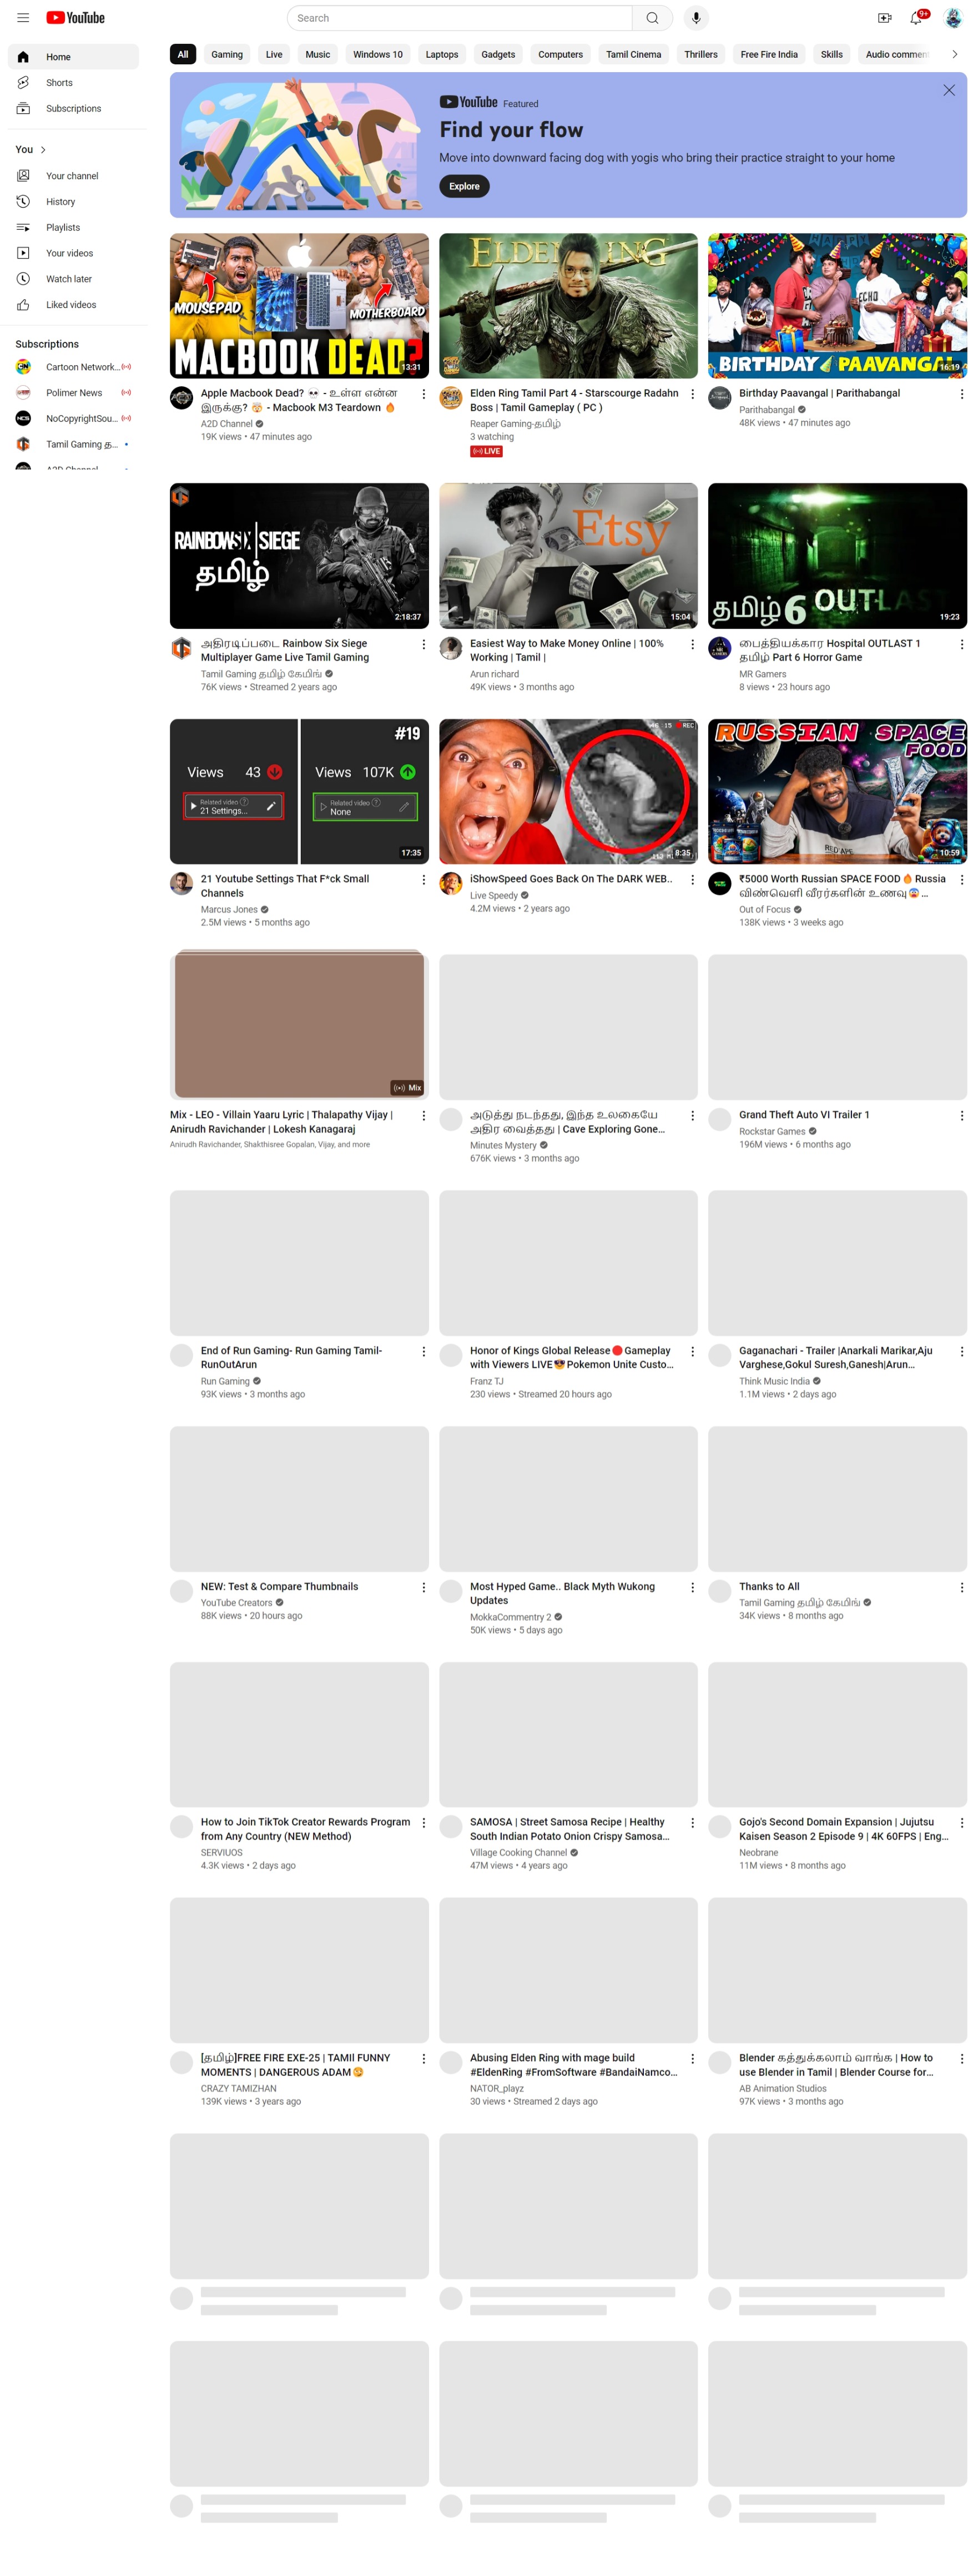 YouTube
Search
9+
Home
Shorts
Subscriptions
You
Your channel
History
Playlists
Your videos
Watch later
Liked videos
Subscriptions
Cartoon Network...
Polimer News
NoCopyrightSou...
Tamil Gaming த...
A2D Channel
All
Gaming
Live
Music
Windows 10
Laptops
Gadgets
Computers
Tamil Cinema
Thrillers
Free Fire India
Skills
Audio commen
YouTube Featured
Find your flow
Move into downward facing dog with yogis who bring their practice straight to your home
Explore
MOUSEPAD
MOTHERBOARD
MACBOOK DEAD?
13:31
Apple Macbook Dead? 💀 - உள்ள என்ன
இருக்கு? 🤯 - Macbook M3 Teardown 🔥
A2D Channel
19K views • 47 minutes ago
ELDEN RING
Elden Ring Tamil Part 4 - Starscourge Radahn
Boss | Tamil Gameplay ( PC )
Reaper Gaming-தமிழ்
3 watching
LIVE
ECHO
BIRTHDAY PAAVANGAL
16:19
Birthday Paavangal | Parithabangal
Parithabangal
48K views • 47 minutes ago
RAINBOWSIX|SIEGE
தமிழ்
2:18:37
அதிரடிப்படை Rainbow Six Siege
Multiplayer Game Live Tamil Gaming
Tamil Gaming தமிழ் கேமிங்
76K views • Streamed 2 years ago
Etsy
15:04
Easiest Way to Make Money Online | 100%
Working | Tamil |
Arun richard
49K views • 3 months ago
தமிழ் 6 OUTLAST
19:23
பைத்தியக்கார Hospital OUTLAST 1
தமிழ் Part 6 Horror Game
MR Gamers
8 views • 23 hours ago
#19
Views 43
Related video
21 Settings...
Views 107K
Related video
None
17:35
21 Youtube Settings That F*ck Small
Channels
Marcus Jones
2.5M views • 5 months ago
REC
8:35
iShowSpeed Goes Back On The DARK WEB..
Live Speedy
4.2M views • 2 years ago
RUSSIAN SPACE
FOOD
RED APE
10:59
₹5000 Worth Russian SPACE FOOD🔥Russia
விண்வெளி வீரர்களின் உணவு😨...
Out of Focus
138K views • 3 weeks ago
Mix
Mix - LEO - Villain Yaaru Lyric | Thalapathy Vijay |
Anirudh Ravichander | Lokesh Kanagaraj
Anirudh Ravichander, Shakthisree Gopalan, Vijay, and more
அடுத்து நடந்தது, இந்த உலகையே
அதிர வைத்தது | Cave Exploring Gone...
Minutes Mystery
676K views • 3 months ago
Grand Theft Auto VI Trailer 1
Rockstar Games
196M views • 6 months ago
End of Run Gaming- Run Gaming Tamil-
RunOutArun
Run Gaming
93K views • 3 months ago
Honor of Kings Global Release🔴Gameplay
with Viewers LIVE😎Pokemon Unite Custo...
Franz TJ
230 views • Streamed 20 hours ago
Gaganachari - Trailer |Anarkali Marikar,Aju
Varghese,Gokul Suresh,Ganesh|Arun...
Think Music India
1.1M views • 2 days ago
NEW: Test & Compare Thumbnails
YouTube Creators
88K views • 20 hours ago
Most Hyped Game.. Black Myth Wukong
Updates
MokkaCommentry 2
50K views • 5 days ago
Thanks to All
Tamil Gaming தமிழ் கேமிங்
34K views • 8 months ago
How to Join TikTok Creator Rewards Program
from Any Country (NEW Method)
SERVIUOS
4.3K views • 2 days ago
SAMOSA | Street Samosa Recipe | Healthy
South Indian Potato Onion Crispy Samosa...
Village Cooking Channel
47M views • 4 years ago
Gojo's Second Domain Expansion | Jujutsu
Kaisen Season 2 Episode 9 | 4K 60FPS | Eng...
Neobrane
11M views • 8 months ago
[தமிழ்]FREE FIRE EXE-25 | TAMIl FUNNY
MOMENTS | DANGEROUS ADAM🤣
CRAZY TAMIZHAN
139K views • 3 years ago
Abusing Elden Ring with mage build
#EldenRing #FromSoftware #BandaiNamco...
NATOR_playz
30 views • Streamed 2 days ago
Blender கத்துக்கலாம் வாங்க | How to
use Blender in Tamil | Blender Course for...
AB Animation Studios
97K views • 3 months ago